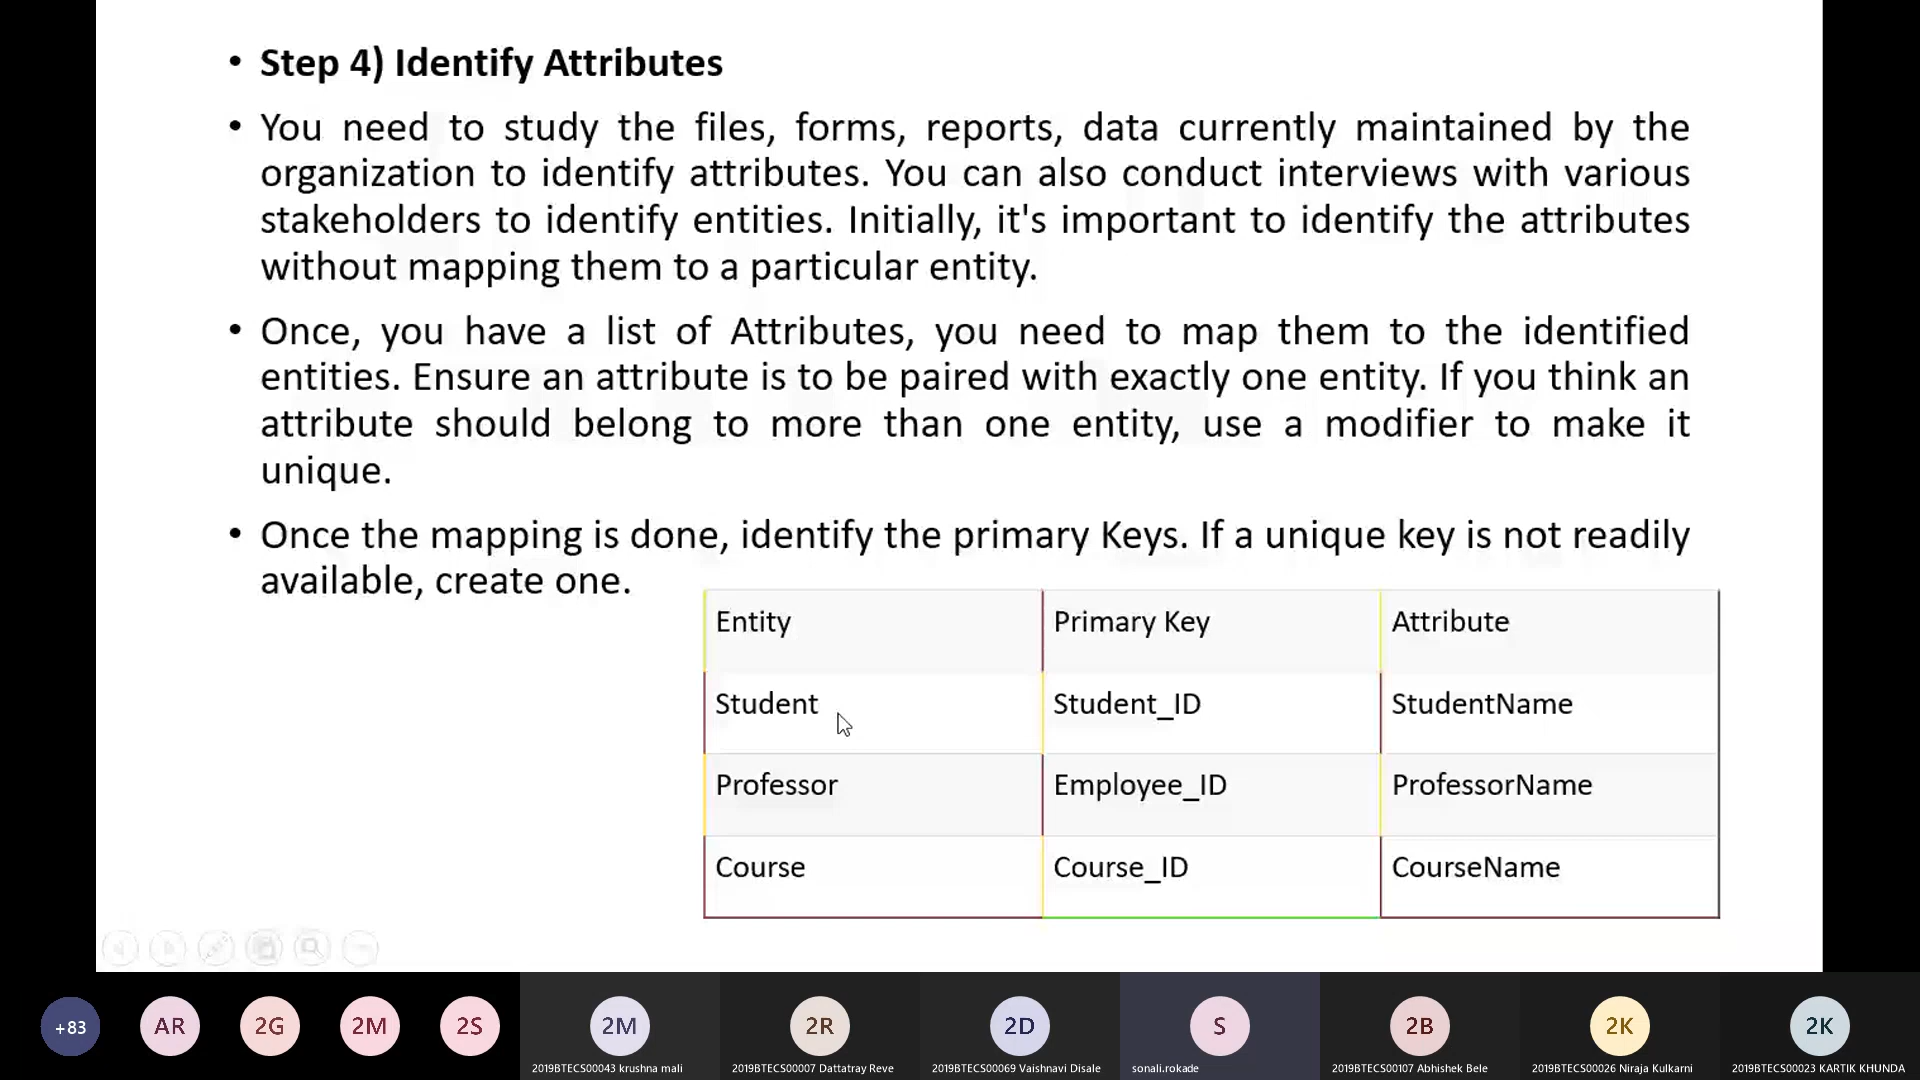 • Step 4) Identify Attributes
• You need to study the files, forms, reports, data currently maintained by the
organization to identify attributes. You can also conduct interviews with various
stakeholders to identify entities. Initially, it's important to identify the attributes
without mapping them to a particular entity.
• Once, you have a list of Attributes, you need to map them to the identified
entities. Ensure an attribute is to be paired with exactly one entity. If you think an
attribute should belong to more than one entity, use a modifier to make it
unique.
• Once the mapping is done, identify the primary Keys. If a unique key is not readily
available, create one.
Entity Primary Key Attribute
Student Student_ID StudentName
Professor Employee_ID ProfessorName
Course Course_ID CourseName
+83 AR 2G 2M 2S 2M 2R 2D S 2B 2K 2K
2019BTECS00043 krushna mali 2019BTECS00007 Dattatray Reve 2019BTECS00069 Vaishnavi Disale sonali.rokade 2019BTECS00107 Abhishek Bele 2019BTECS00026 Niraja Kulkarni 2019BTECS00023 KARTIK KHUNDA